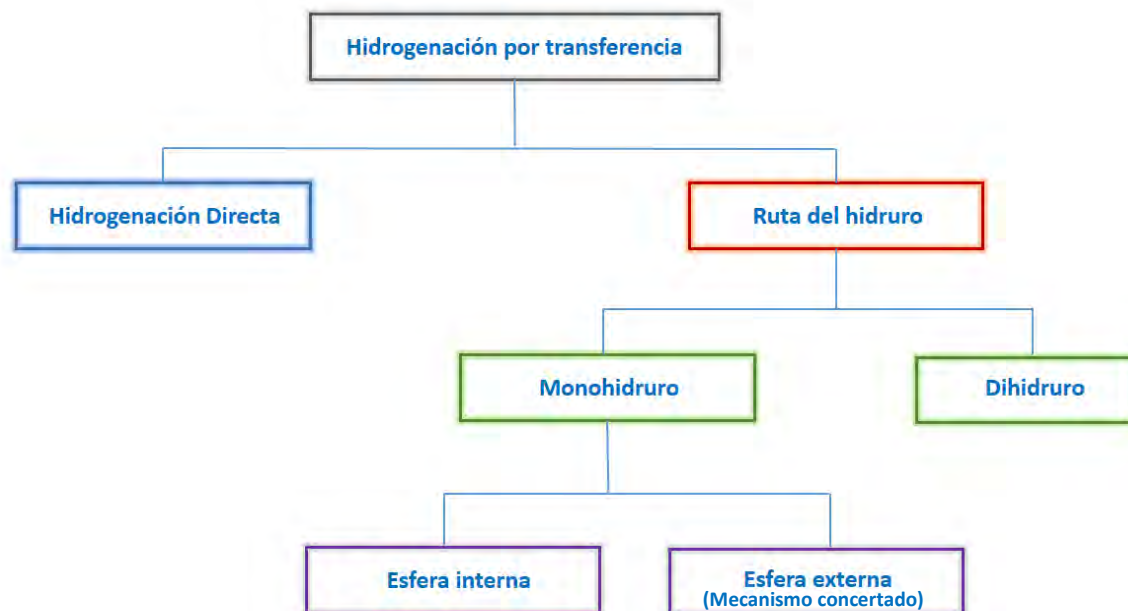 Hidrogenación por transferencia
Hidrogenación Directa
Ruta del hidruro
Monohidruro
Dihidruro
Esfera interna
Esfera externa
(Mecanismo concertado)